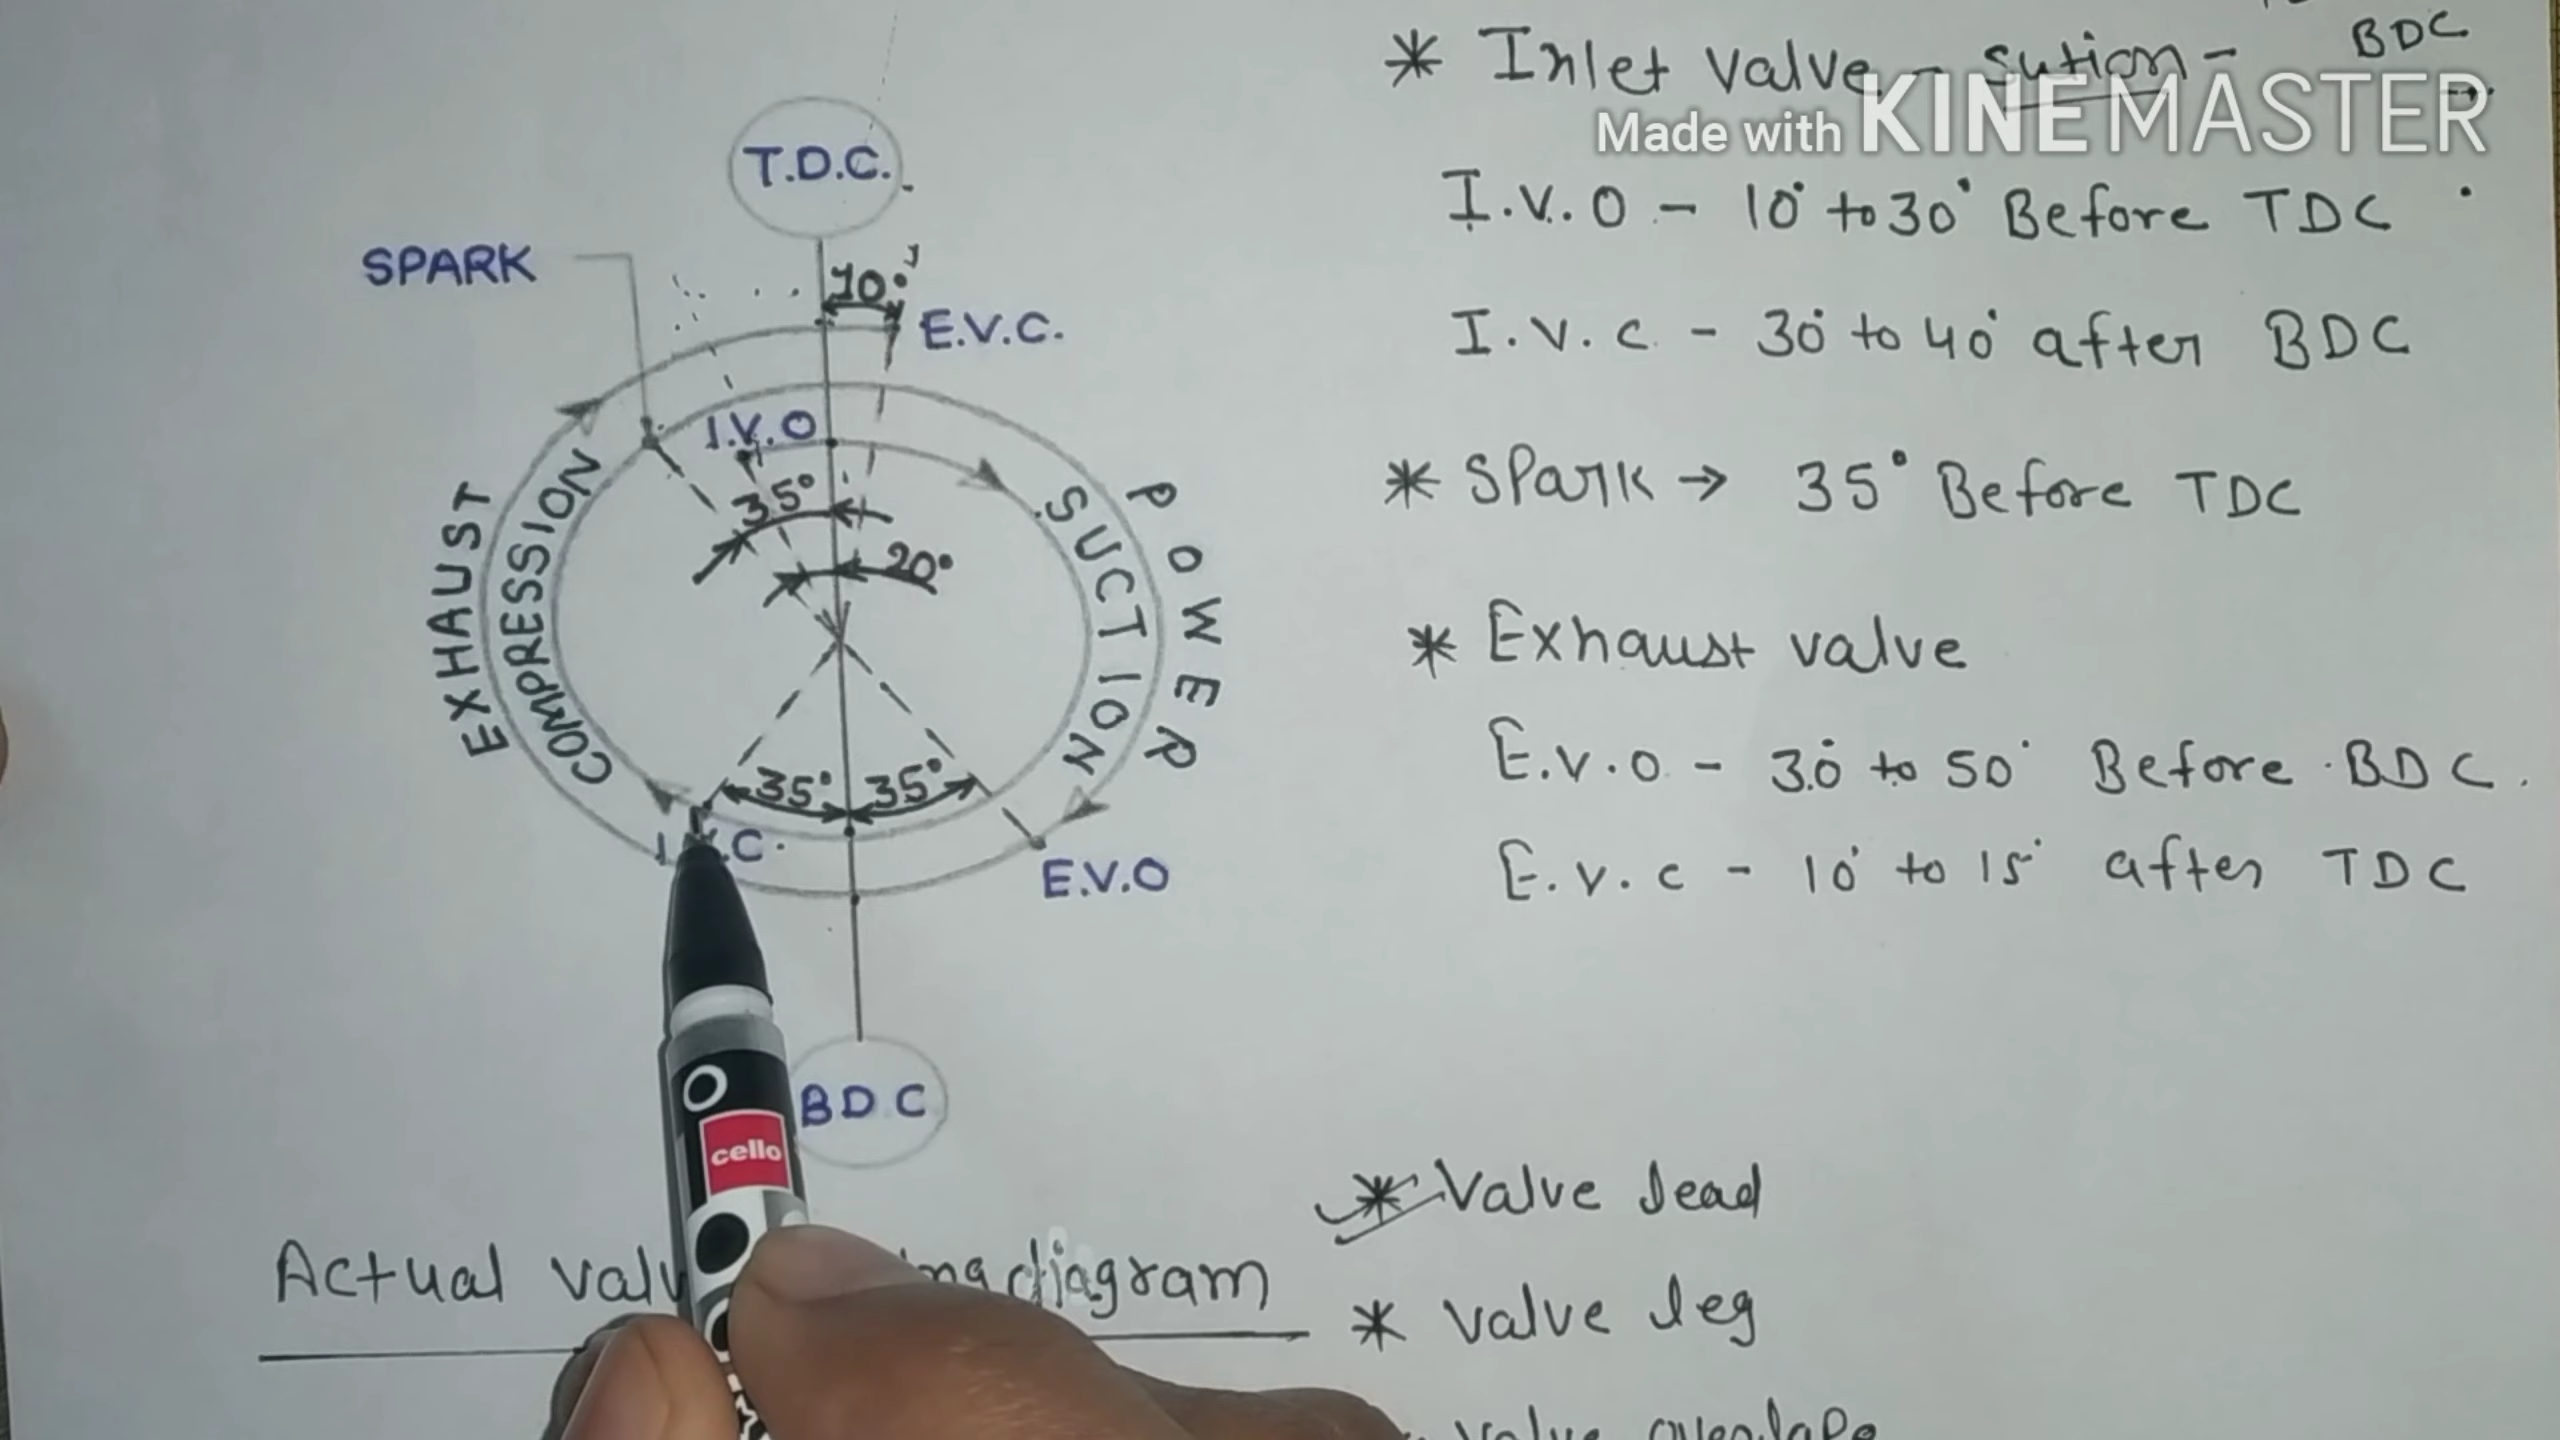 * Inlet valve - sution - BDC
Made with KINEMASTER
I.V.O - 10° to 30° Before TDC
I.V.C - 30° to 40° after BDC
* Spark → 35° Before TDC
* Exhaust valve
E.V.O - 30° to 50° Before BDC.
E.V.C - 10° to 15° after TDC
T.D.C.
SPARK
10°
E.V.C.
I.V.O
35°
20°
EXHAUST
COMPRESSION
SUCTION
POWER
35° 35°
E.V.O
BDC
cello
Actual diagram
* Valve lead
* Valve leg